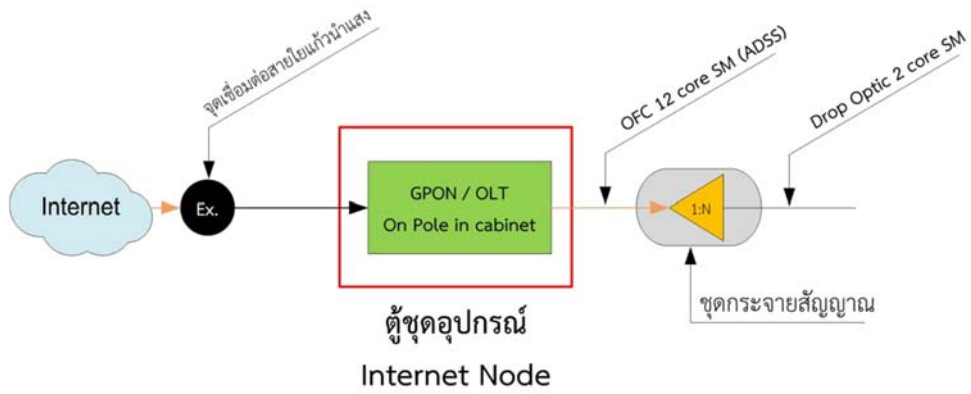 จุดเชื่อมต่อสายใยแก้วนำแสง
OFC 12 core SM (ADSS)
Drop Optic 2 core SM
Internet
Ex.
GPON / OLT
On Pole in cabinet
1:N
ชุดกระจายสัญญาณ
ตู้ชุดอุปกรณ์
Internet Node